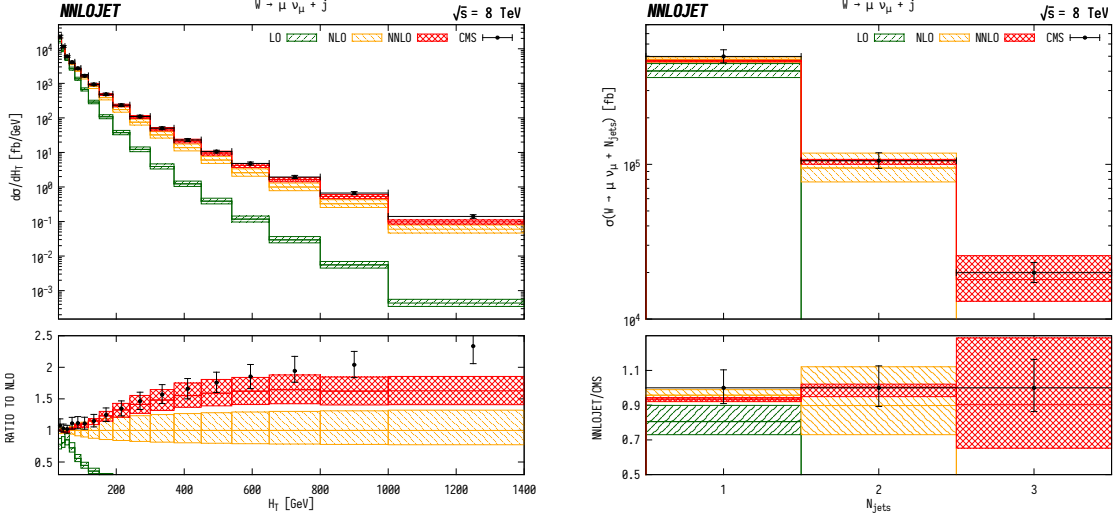 NNLOJET W → μ ν_μ + j √s = 8 TeV
LO NLO NNLO CMS
dσ/dH_T [fb/GeV]
10^4
10^3
10^2
10^1
10^0
10^-1
10^-2
10^-3
RATIO TO NLO
2.5
2
1.5
1
0.5
200 400 600 800 1000 1200 1400
H_T [GeV]
NNLOJET W → μ ν_μ + j √s = 8 TeV
LO NLO NNLO CMS
σ(W → μ ν_μ + N_jets) [fb]
10^5
10^4
NNLOJET/CMS
1.1
0.9
0.7
0.5
1 2 3
N_jets